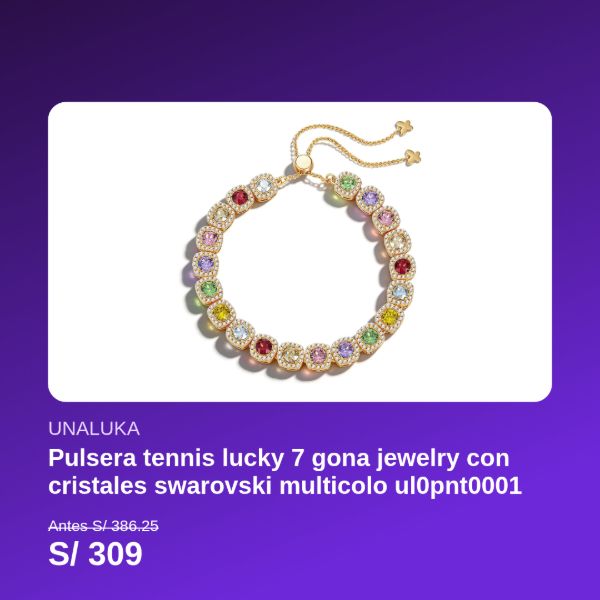 UNALUKA
Pulsera tennis lucky 7 gona jewelry con
cristales swarovski multicolo ul0pnt0001
Antes S/ 386.25
S/ 309